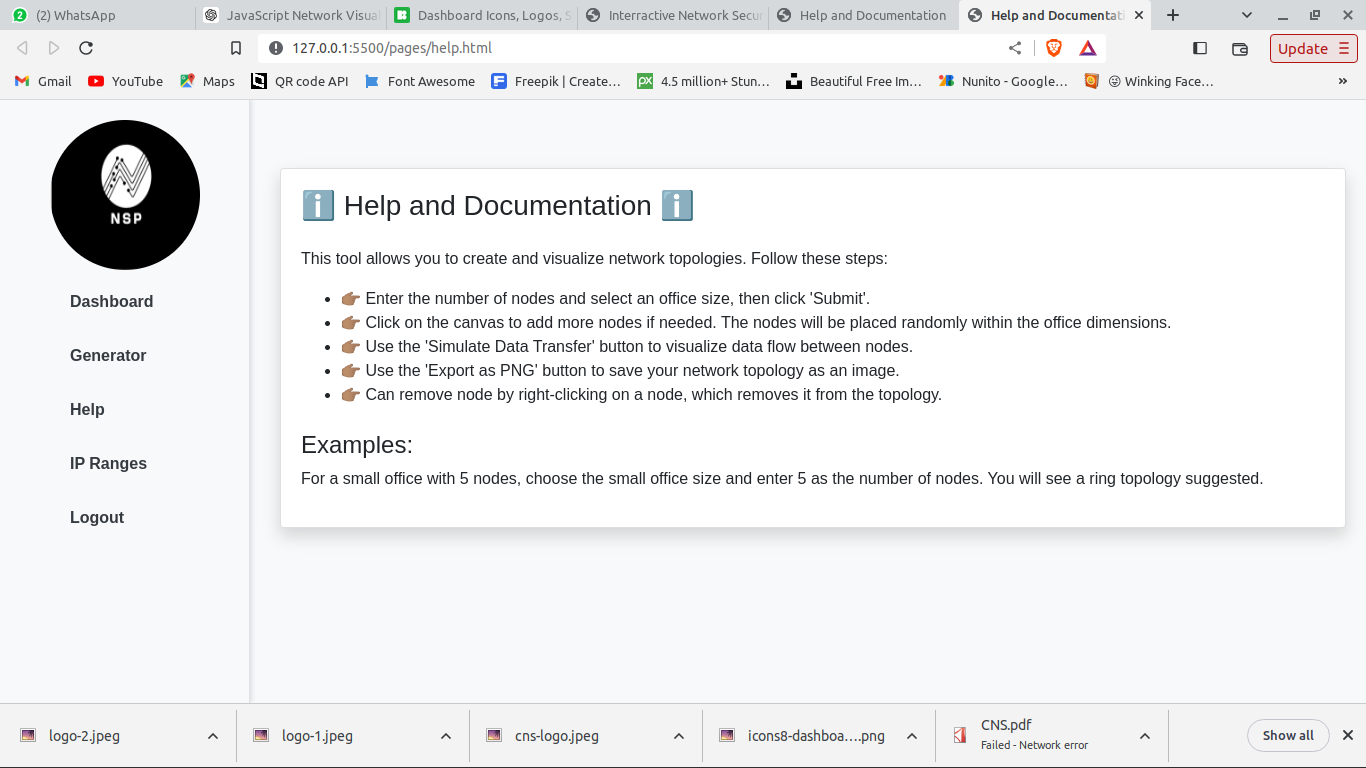 (2) WhatsApp
JavaScript Network Visual
Dashboard Icons, Logos, S
Interractive Network Secur
Help and Documentation
Help and Documentati
127.0.0.1:5500/pages/help.html
Update
Gmail
YouTube
Maps
QR code API
Font Awesome
Freepik | Create…
4.5 million+ Stun…
Beautiful Free Im…
Nunito - Google…
😜 Winking Face…
»
NSP
Dashboard
Generator
Help
IP Ranges
Logout
ℹ️ Help and Documentation ℹ️
This tool allows you to create and visualize network topologies. Follow these steps:
• 👉🏽 Enter the number of nodes and select an office size, then click 'Submit'.
• 👉🏽 Click on the canvas to add more nodes if needed. The nodes will be placed randomly within the office dimensions.
• 👉🏽 Use the 'Simulate Data Transfer' button to visualize data flow between nodes.
• 👉🏽 Use the 'Export as PNG' button to save your network topology as an image.
• 👉🏽 Can remove node by right-clicking on a node, which removes it from the topology.
Examples:
For a small office with 5 nodes, choose the small office size and enter 5 as the number of nodes. You will see a ring topology suggested.
logo-2.jpeg
logo-1.jpeg
cns-logo.jpeg
icons8-dashboa….png
CNS.pdf
Failed - Network error
Show all